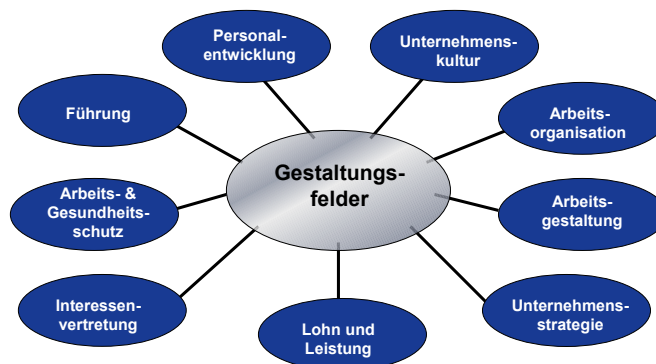 Personal-
entwicklung
Unternehmens-
kultur
Führung
Arbeits-
organisation
Gestaltungs-
felder
Arbeits- &
Gesundheits-
schutz
Arbeits-
gestaltung
Interessen-
vertretung
Lohn und
Leistung
Unternehmens-
strategie